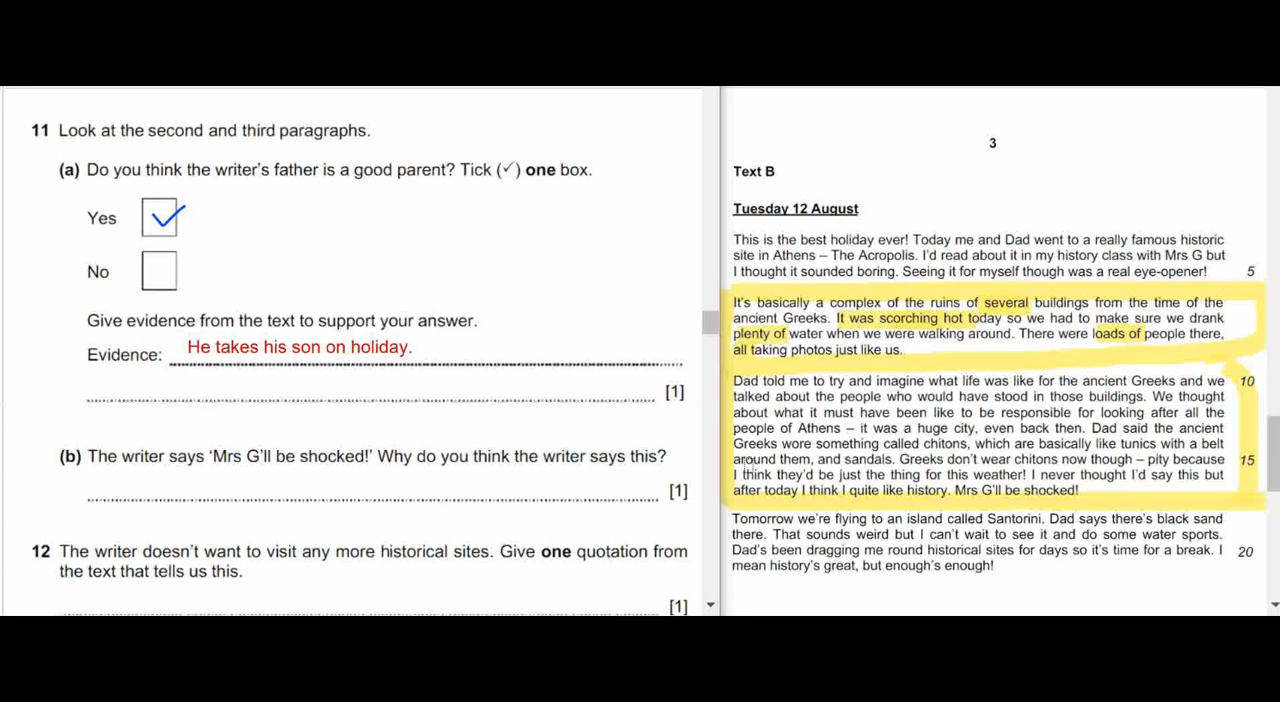 11 Look at the second and third paragraphs.
(a) Do you think the writer's father is a good parent? Tick (✓) one box.
Yes
No
Give evidence from the text to support your answer.
Evidence: He takes his son on holiday.
[1]
(b) The writer says 'Mrs G'll be shocked!' Why do you think the writer says this?
[1]
12 The writer doesn't want to visit any more historical sites. Give one quotation from
the text that tells us this.
[1]
3
Text B
Tuesday 12 August
This is the best holiday ever! Today me and Dad went to a really famous historic
site in Athens – The Acropolis. I'd read about it in my history class with Mrs G but
I thought it sounded boring. Seeing it for myself though was a real eye-opener! 5
It's basically a complex of the ruins of several buildings from the time of the
ancient Greeks. It was scorching hot today so we had to make sure we drank
plenty of water when we were walking around. There were loads of people there,
all taking photos just like us.
Dad told me to try and imagine what life was like for the ancient Greeks and we 10
talked about the people who would have stood in those buildings. We thought
about what it must have been like to be responsible for looking after all the
people of Athens – it was a huge city, even back then. Dad said the ancient
Greeks wore something called chitons, which are basically like tunics with a belt
around them, and sandals. Greeks don't wear chitons now though – pity because 15
I think they'd be just the thing for this weather! I never thought I'd say this but
after today I think I quite like history. Mrs G'll be shocked!
Tomorrow we're flying to an island called Santorini. Dad says there's black sand
there. That sounds weird but I can't wait to see it and do some water sports.
Dad's been dragging me round historical sites for days so it's time for a break. I 20
mean history's great, but enough's enough!